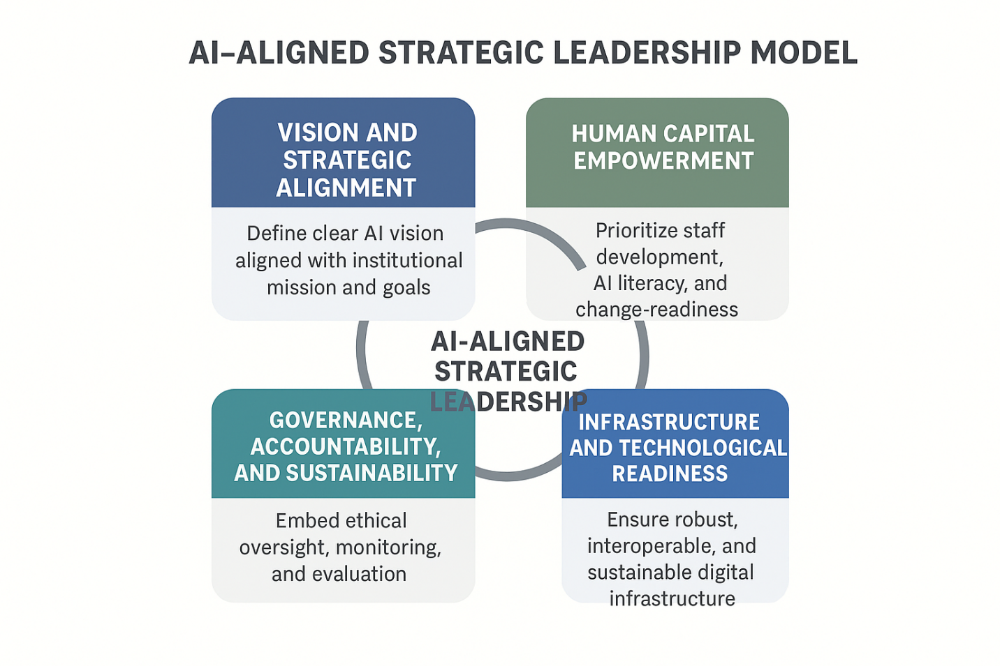 AI–ALIGNED STRATEGIC LEADERSHIP MODEL
VISION AND
STRATEGIC
ALIGNMENT
Define clear AI vision
aligned with institutional
mission and goals
HUMAN CAPITAL
EMPOWERMENT
Prioritize staff
development,
AI literacy, and
change-readiness
AI-ALIGNED
STRATEGIC
LEADERSHIP
GOVERNANCE,
ACCOUNTABILITY,
AND SUSTAINABILITY
Embed ethical
oversight, monitoring,
and evaluation
INFRASTRUCTURE
AND TECHNOLOGICAL
READINESS
Ensure robust,
interoperable, and
sustainable digital
infrastructure